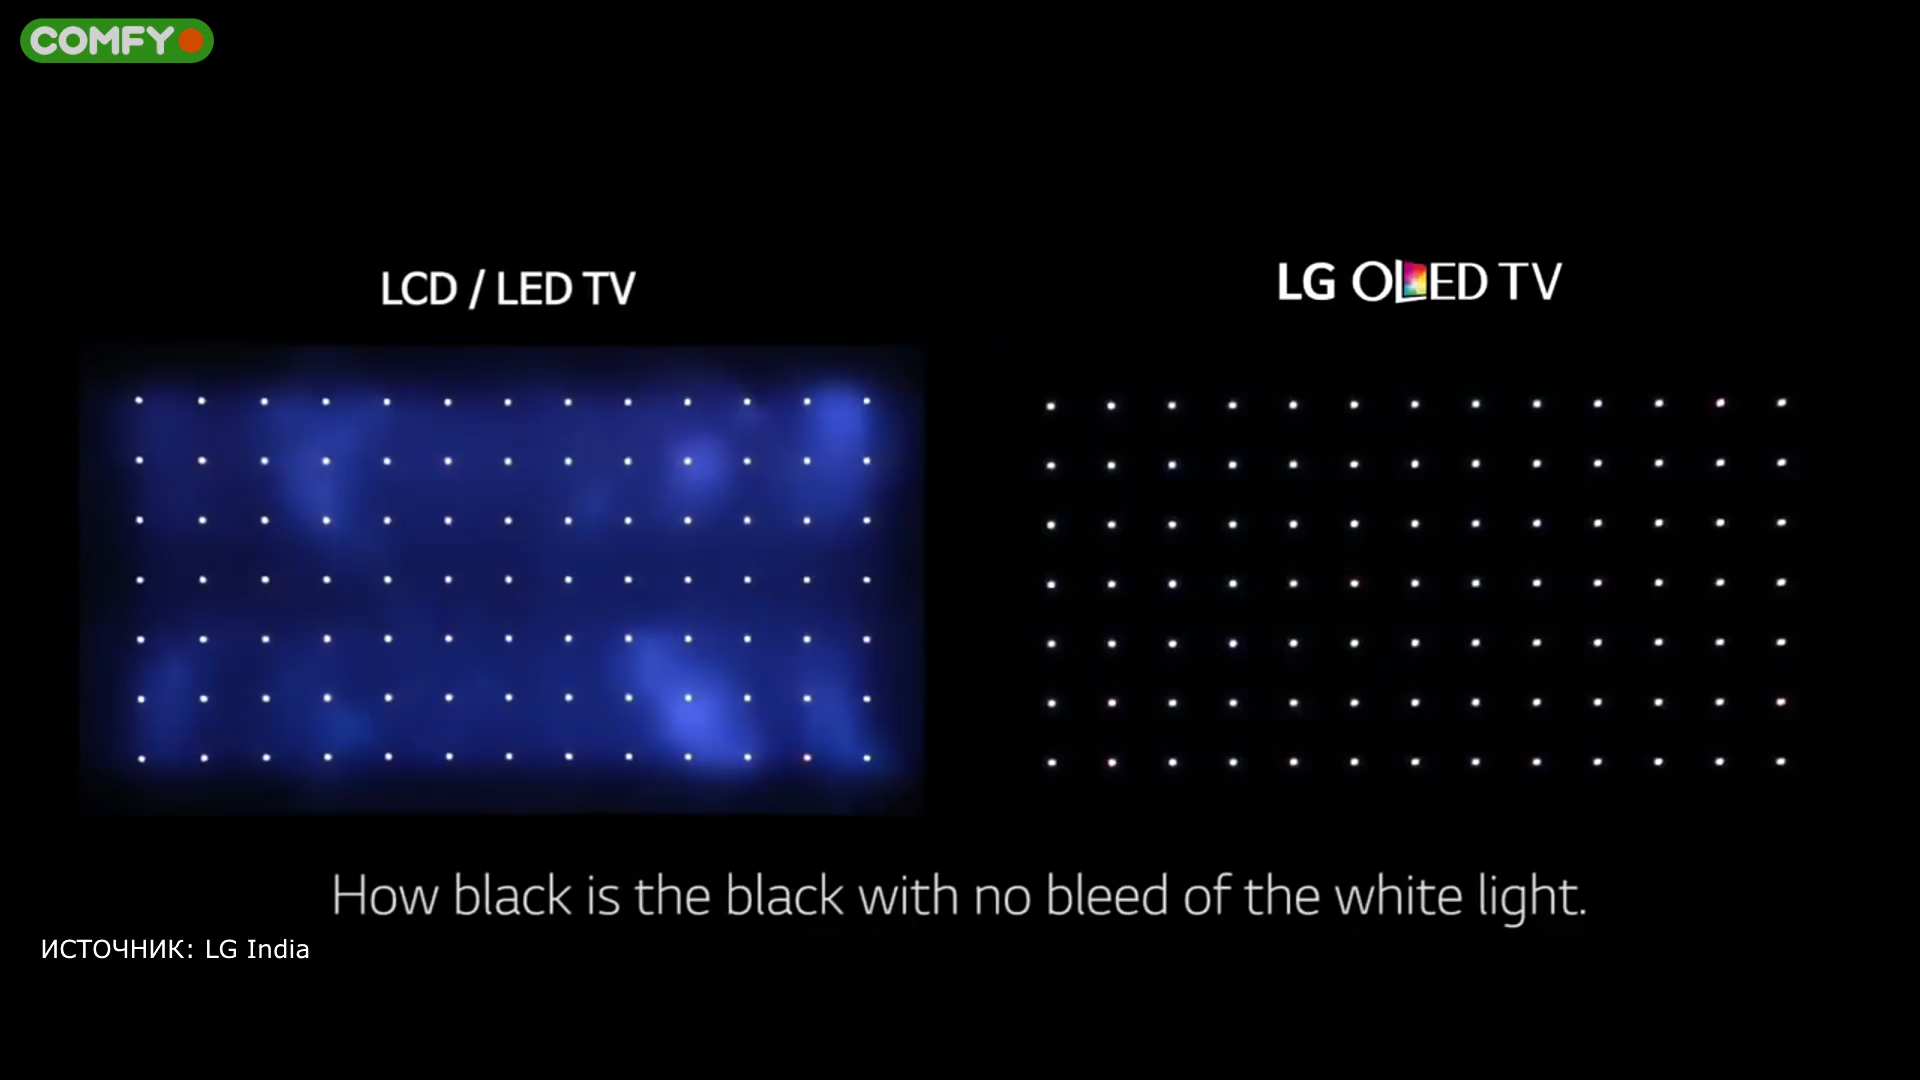 COMFY
LCD / LED TV
LG OLED TV
How black is the black with no bleed of the white light.
ИСТОЧНИК: LG India